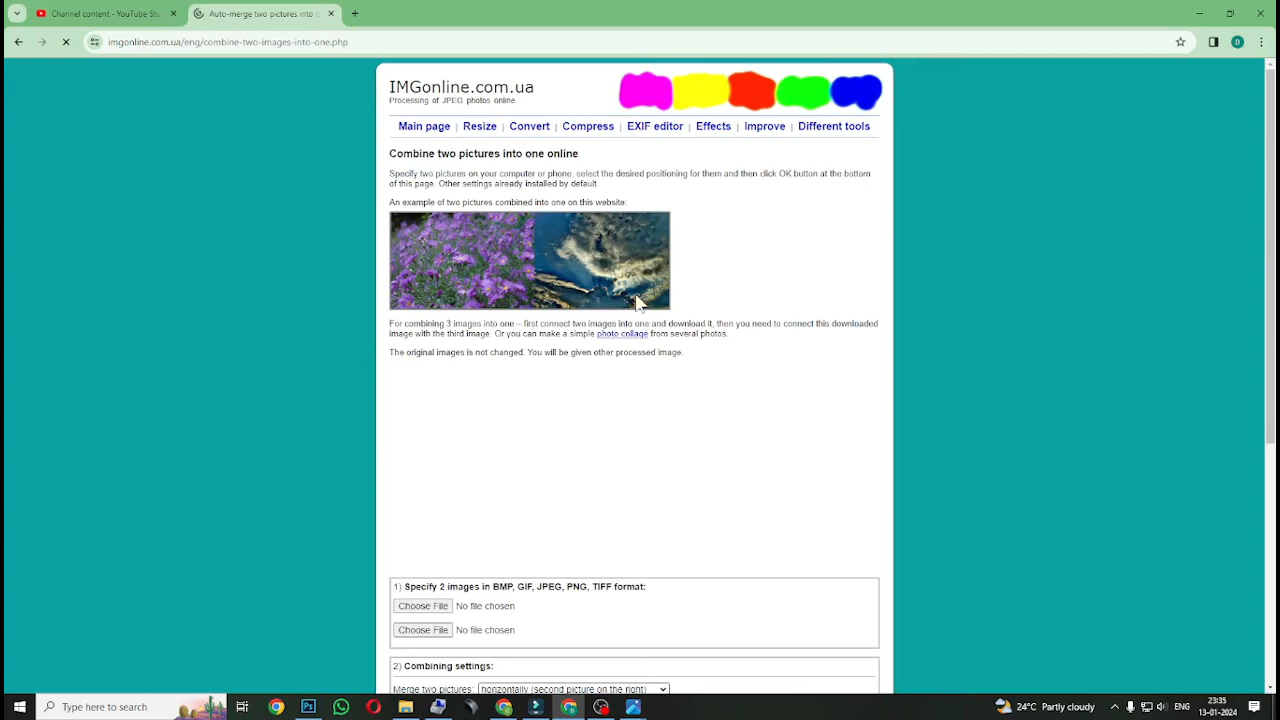 Channel content - YouTube Stu
Auto-merge two pictures into o
imgonline.com.ua/eng/combine-two-images-into-one.php
D
IMGonline.com.ua
Processing of JPEG photos online.
Main page | Resize | Convert | Compress | EXIF editor | Effects | Improve | Different tools
Combine two pictures into one online
Specify two pictures on your computer or phone, select the desired positioning for them and then click OK button at the bottom
of this page. Other settings already installed by default.
An example of two pictures combined into one on this website:
For combining 3 images into one – first connect two images into one and download it, then you need to connect this downloaded
image with the third image. Or you can make a simple photo collage from several photos.
The original images is not changed. You will be given other processed image.
1) Specify 2 images in BMP, GIF, JPEG, PNG, TIFF format:
Choose File No file chosen
Choose File No file chosen
2) Combining settings:
Merge two pictures: horizontally (second picture on the right)
Type here to search
Ps
24°C Partly cloudy
ENG
23:35
13-01-2024